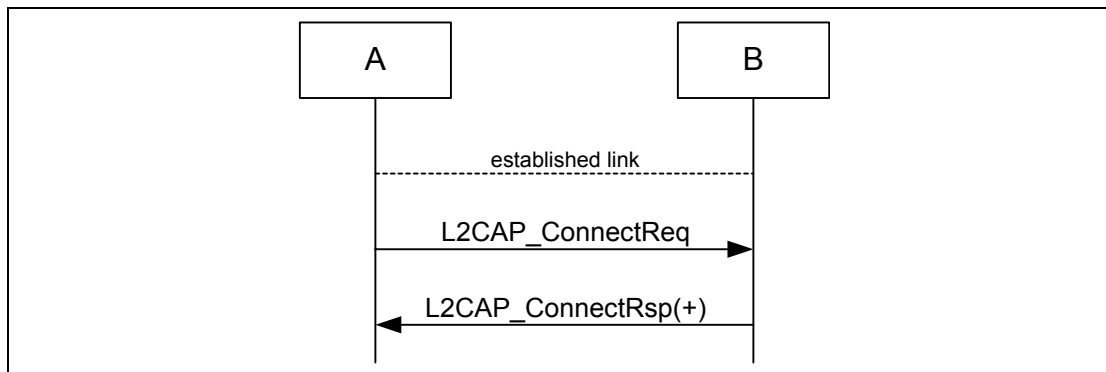 A
B
established link
L2CAP_ConnectReq
L2CAP_ConnectRsp(+)